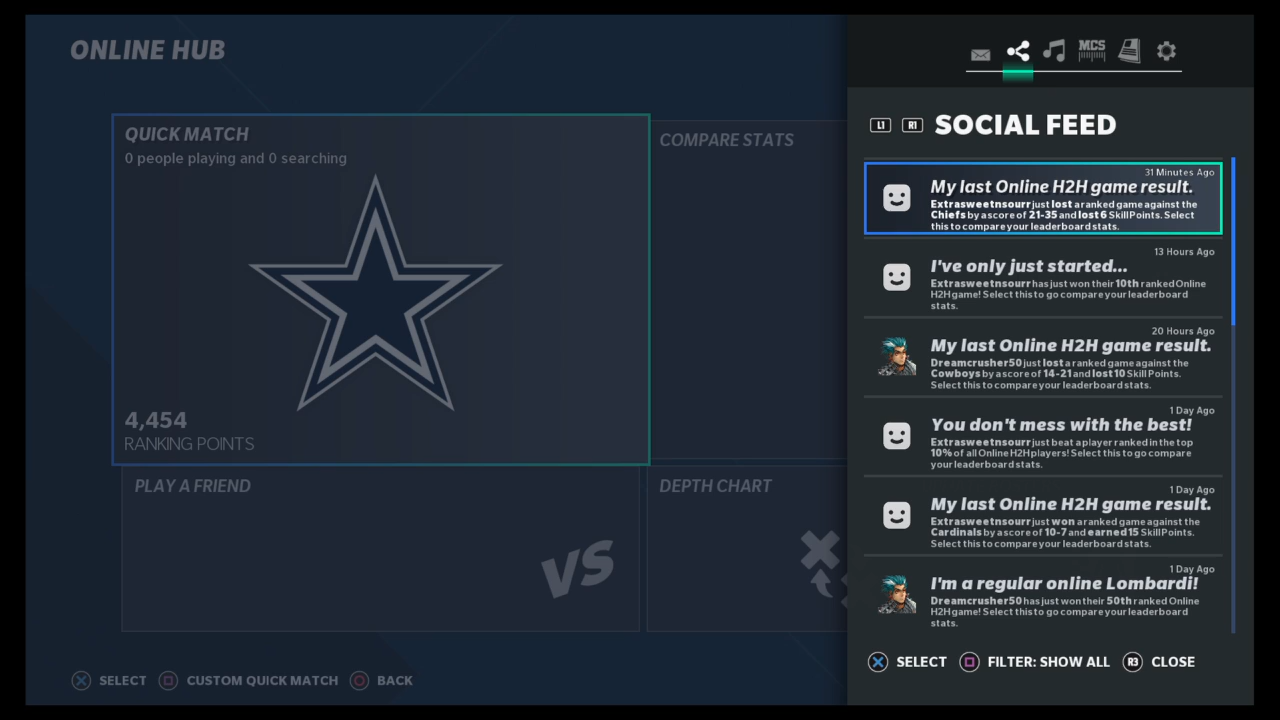 ONLINE HUB
QUICK MATCH
0 people playing and 0 searching
4,454
RANKING POINTS
COMPARE STATS
PLAY A FRIEND
VS
DEPTH CHART
SELECT
CUSTOM QUICK MATCH
BACK
MCS
L1 R1 SOCIAL FEED
31 Minutes Ago
My last Online H2H game result.
Extrasweetnsourr just lost a ranked game against the
Chiefs by a score of 21-35 and lost 6 Skill Points. Select
this to compare your leaderboard stats.
13 Hours Ago
I've only just started...
Extrasweetnsourr has just won their 10th ranked Online
H2H game! Select this to go compare your leaderboard
stats.
20 Hours Ago
My last Online H2H game result.
Dreamcrusher50 just lost a ranked game against the
Cowboys by a score of 14-21 and lost 10 Skill Points.
Select this to compare your leaderboard stats.
1 Day Ago
You don't mess with the best!
Extrasweetnsourr just beat a player ranked in the top
10% of all Online H2H players! Select this to go compare
your leaderboard stats.
1 Day Ago
My last Online H2H game result.
Extrasweetnsourr just won a ranked game against the
Cardinals by a score of 10-7 and earned 15 Skill Points.
Select this to compare your leaderboard stats.
1 Day Ago
I'm a regular online Lombardi!
Dreamcrusher50 has just won their 50th ranked Online
H2H game! Select this to go compare your leaderboard
stats.
SELECT
FILTER: SHOW ALL
R3 CLOSE